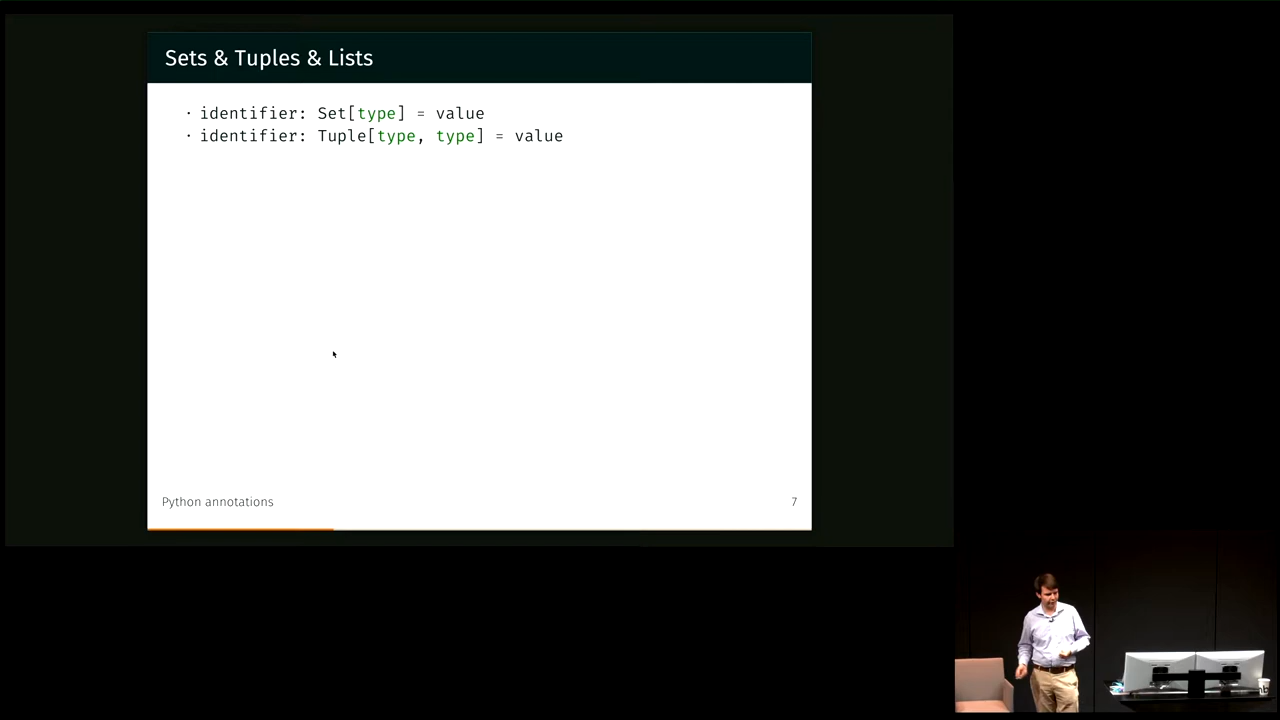 Sets & Tuples & Lists
· identifier: Set[type] = value
· identifier: Tuple[type, type] = value
Python annotations
7